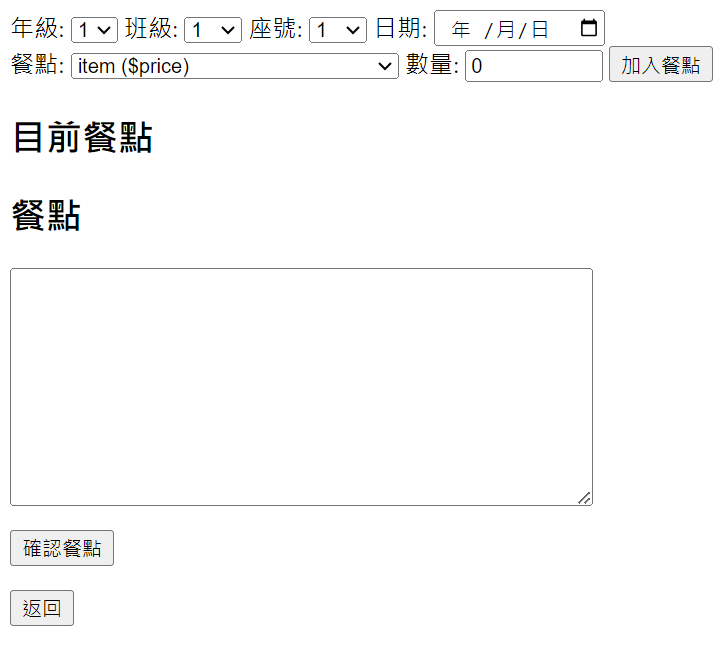 年級: 1 班級: 1 座號: 1 日期: 年 /月/日
餐點: item ($price) 數量: 0 加入餐點
目前餐點
餐點
確認餐點
返回